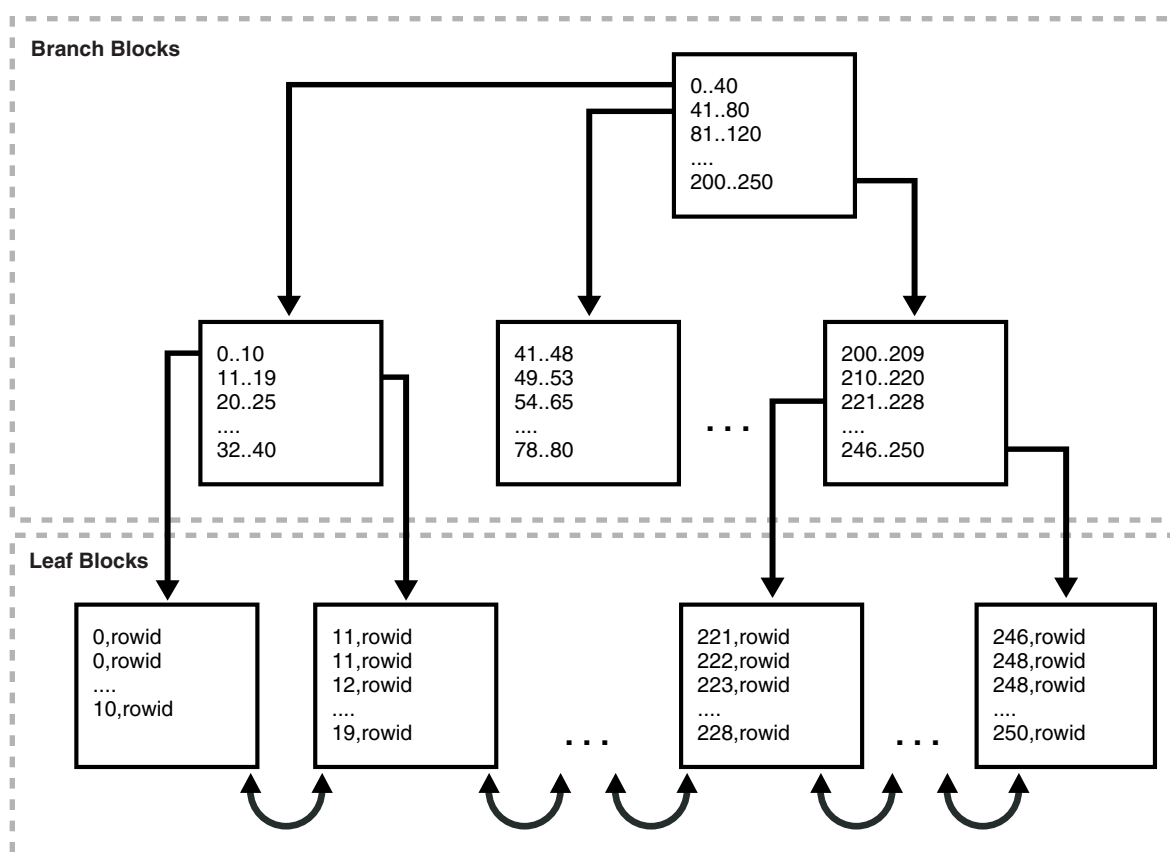 Branch Blocks
0..40
41..80
81..120
....
200..250
0..10
11..19
20..25
....
32..40
41..48
49..53
54..65
....
78..80
...
200..209
210..220
221..228
....
246..250
Leaf Blocks
0,rowid
0,rowid
....
10,rowid
11,rowid
11,rowid
12,rowid
....
19,rowid
...
221,rowid
222,rowid
223,rowid
....
228,rowid
...
246,rowid
248,rowid
248,rowid
....
250,rowid